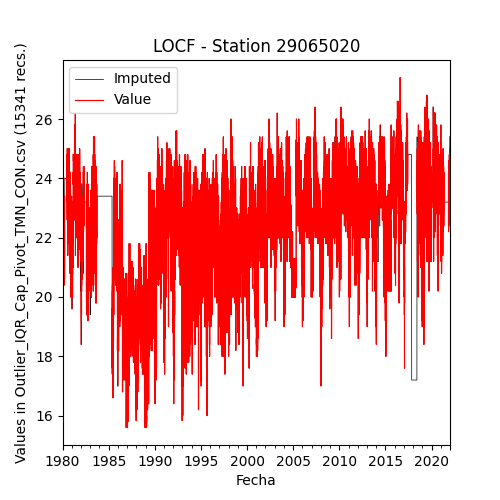 LOCF - Station 29065020
Values in Outlier_IQR_Cap_Pivot_TMN_CON.csv (15341 recs.)
Imputed
Value
26
24
22
20
18
16
1980 1985 1990 1995 2000 2005 2010 2015 2020
Fecha